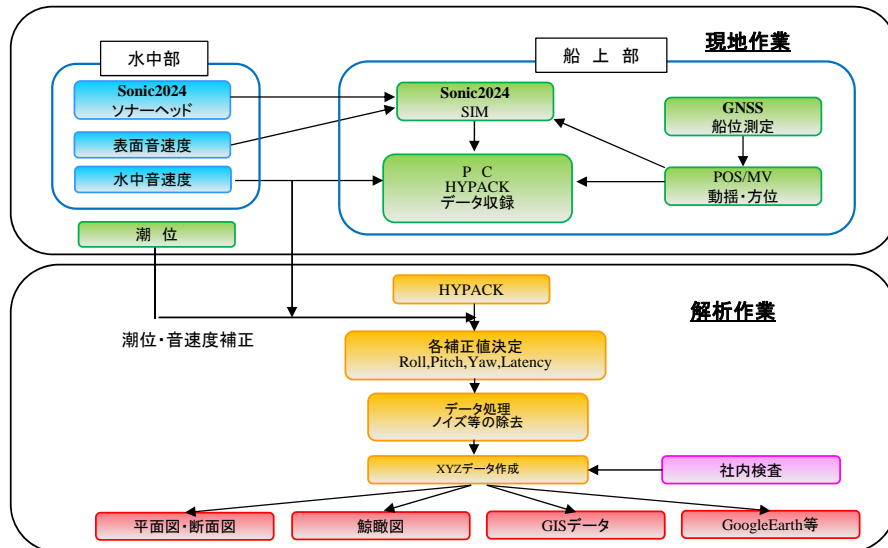 現地作業
水中部
船 上 部
Sonic2024
ソナーヘッド
表面音速度
水中音速度
Sonic2024
SIM
GNSS
船位測定
P C
HYPACK
データ収録
POS/MV
動揺・方位
潮 位
解析作業
HYPACK
潮位・音速度補正
各補正値決定
Roll,Pitch,Yaw,Latency
データ処理
ノイズ等の除去
XYZデータ作成
社内検査
平面図・断面図
鯨瞰図
GISデータ
GoogleEarth等